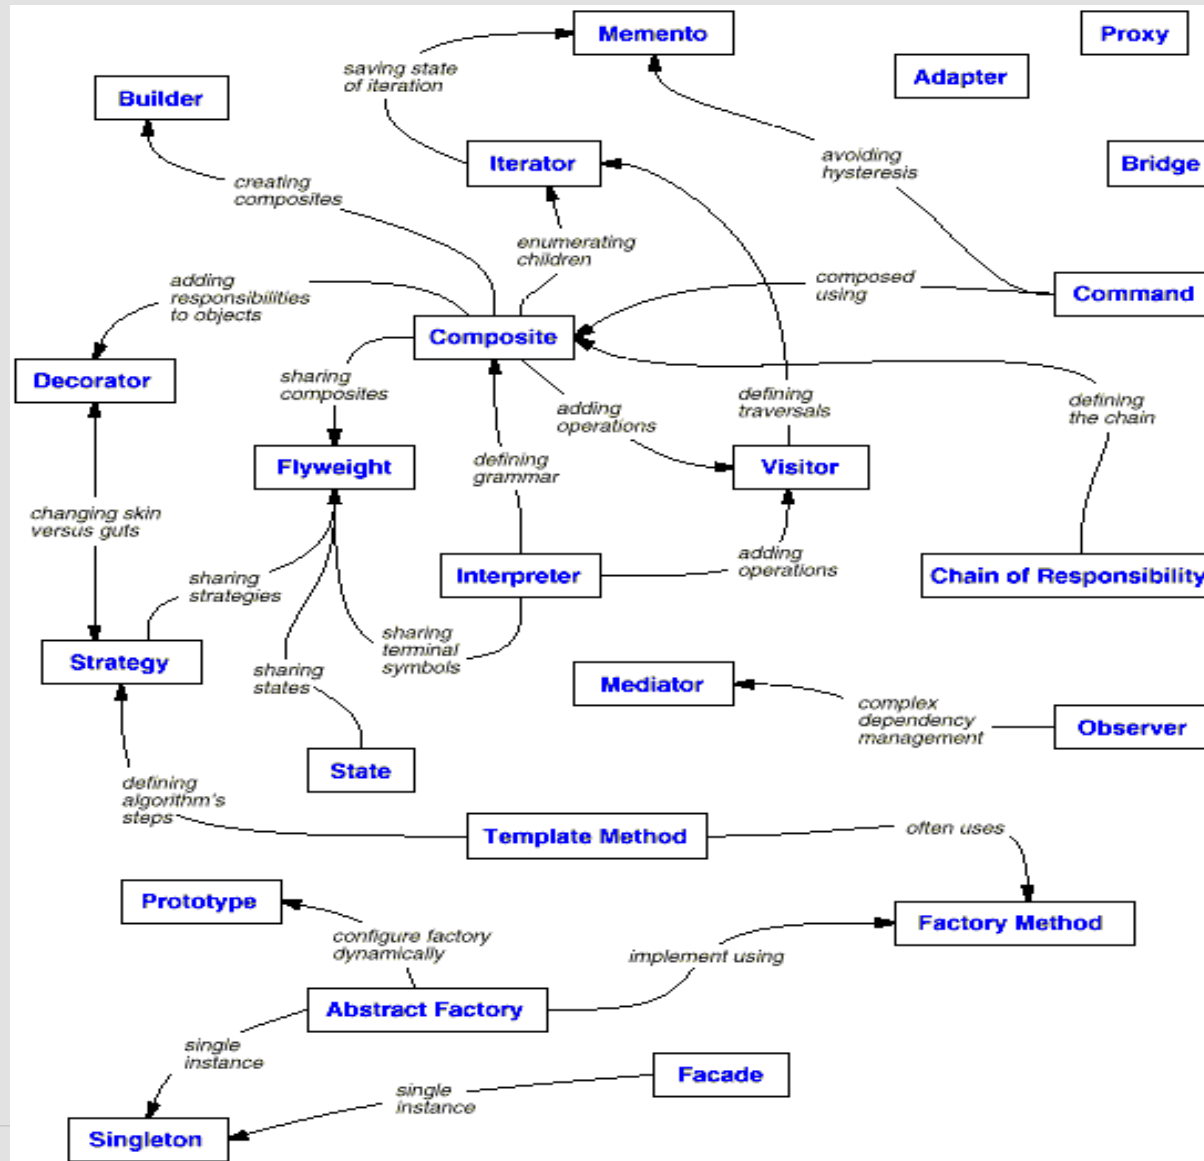 Memento
Proxy
saving state
of iteration
Adapter
Builder
Iterator
avoiding
hysteresis
Bridge
creating
composites
enumerating
children
adding
responsibilities
to objects
composed
using
Command
Composite
Decorator
sharing
composites
adding
operations
defining
traversals
defining
the chain
Flyweight
defining
grammar
Visitor
changing skin
versus guts
sharing
strategies
Interpreter
adding
operations
Chain of Responsibility
Strategy
sharing
states
sharing
terminal
symbols
Mediator
complex
dependency
management
Observer
State
defining
algorithm's
steps
Template Method
often uses
Prototype
configure factory
dynamically
implement using
Factory Method
Abstract Factory
single
instance
Facade
single
instance
Singleton